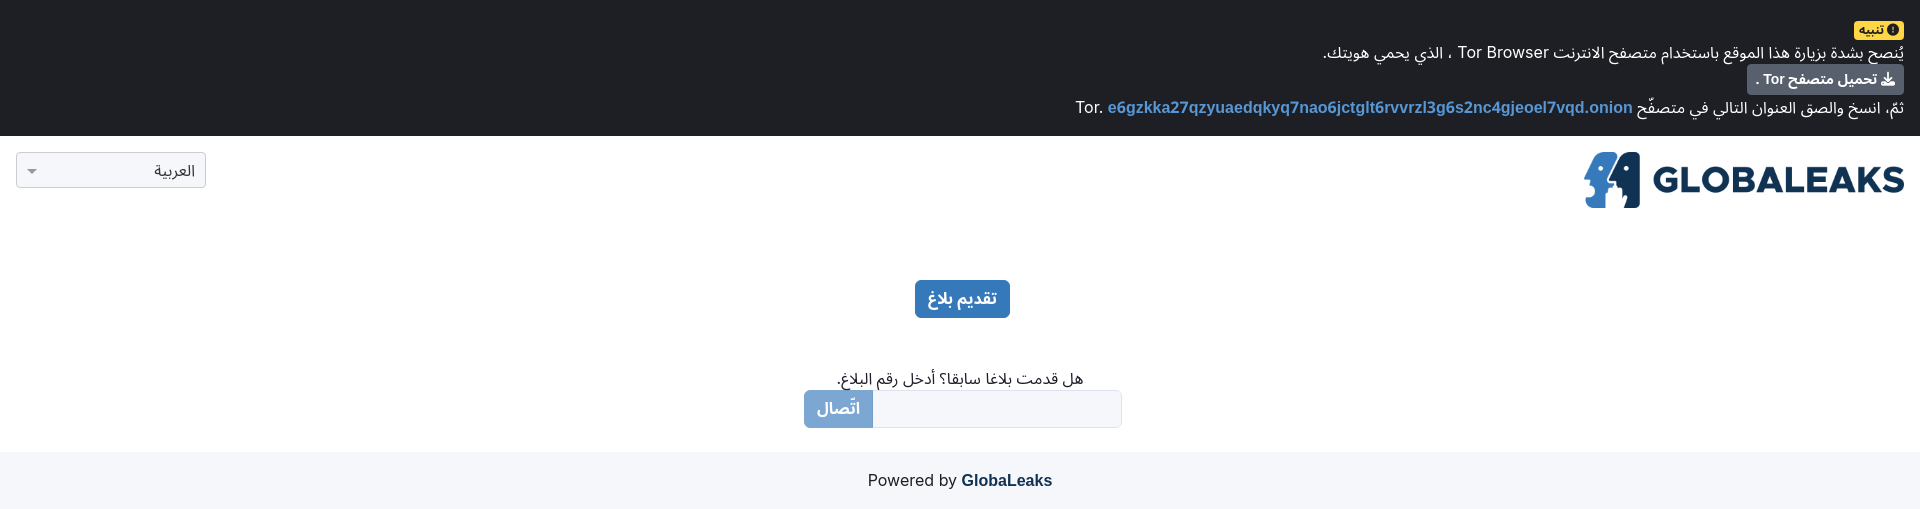 تنبيه
يُنصح بشدة بزيارة هذا الموقع باستخدام متصفح الانترنت Tor Browser ، الذي يحمي هويتك.
تحميل متصفح Tor .
ثمّ، انسخ والصق العنوان التالي في متصفّح e6gzkka27qzyuaedqkyq7nao6jctglt6rvvrzl3g6s2nc4gjeoel7vqd.onion Tor.
GLOBALEAKS
العربية
تقديم بلاغ
هل قدمت بلاغا سابقا؟ أدخل رقم البلاغ.
اتّصال
Powered by GlobaLeaks